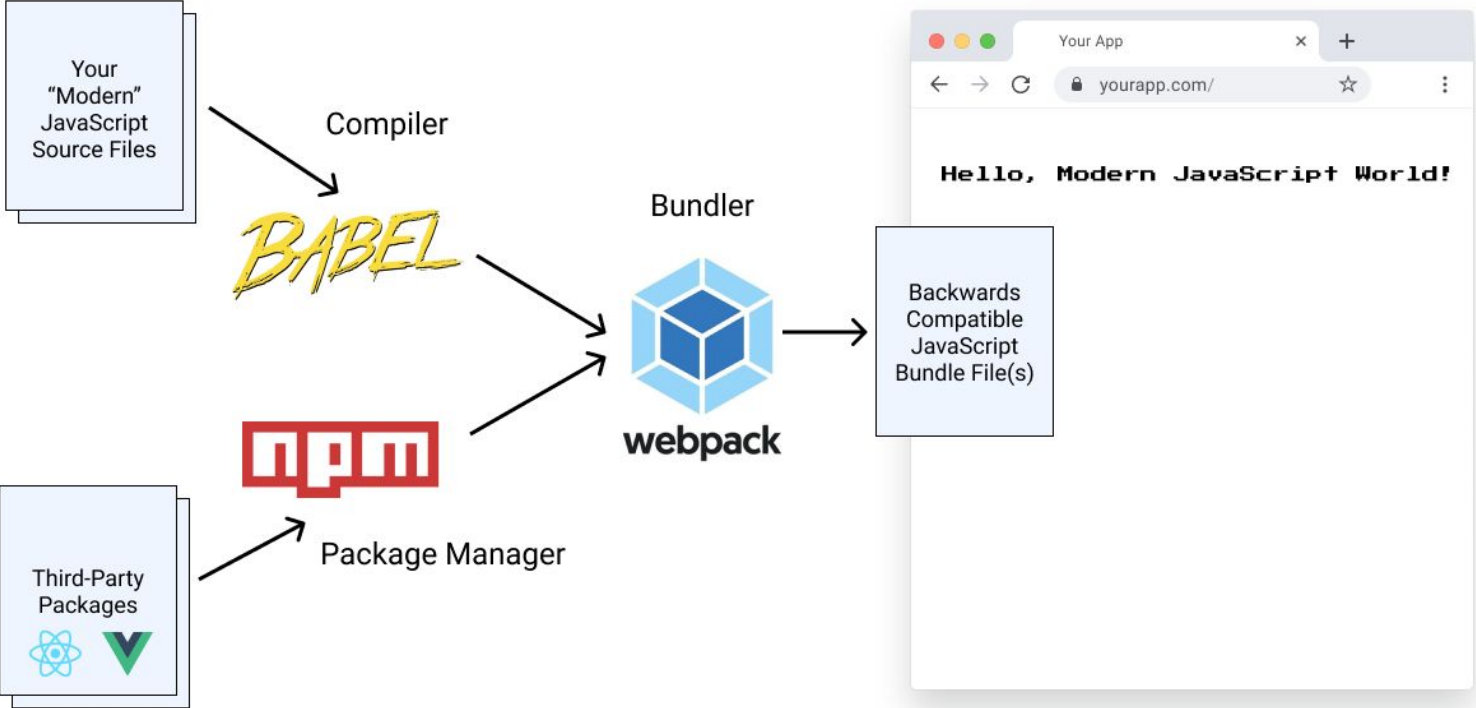 Your
“Modern”
JavaScript
Source Files
Compiler
BABEL
Bundler
webpack
npm
Package Manager
Third-Party
Packages
Your App
yourapp.com/
Hello, Modern JavaScript World!
Backwards
Compatible
JavaScript
Bundle File(s)